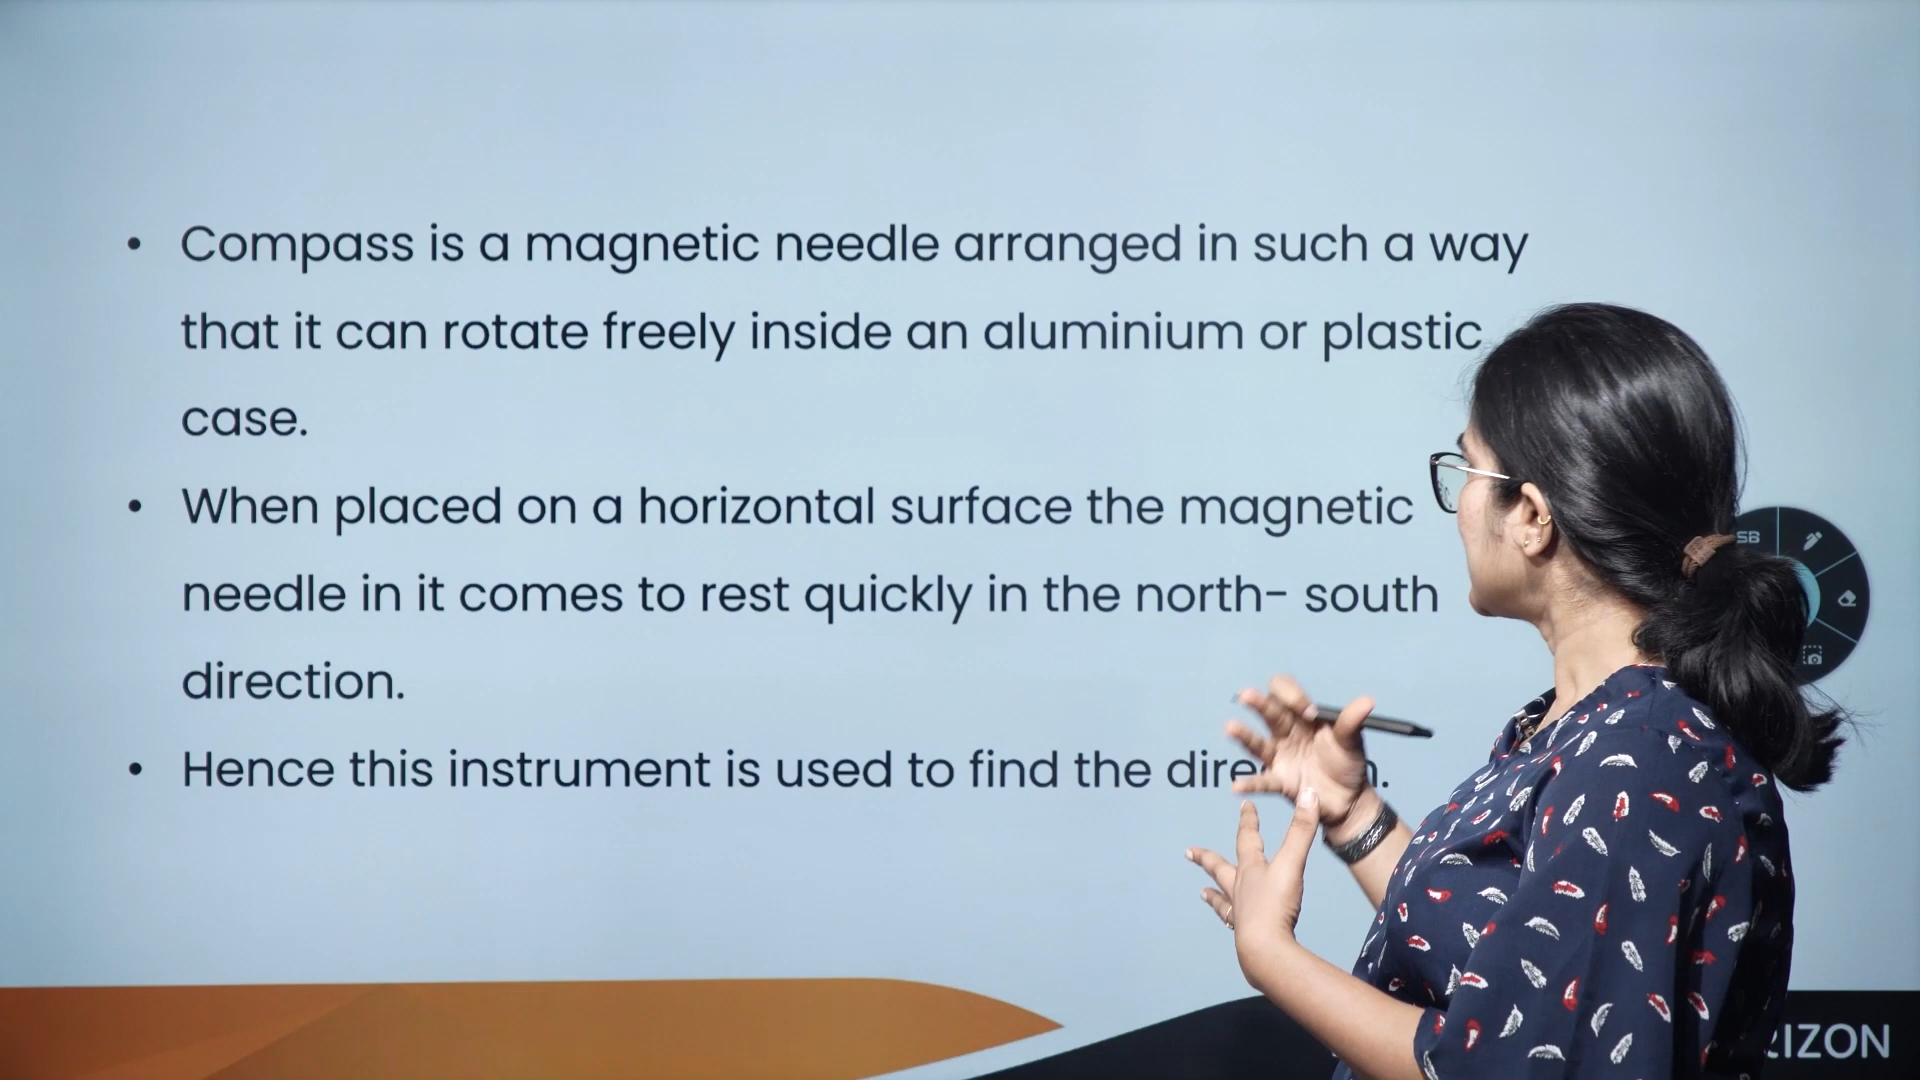 • Compass is a magnetic needle arranged in such a way
that it can rotate freely inside an aluminium or plastic
case.
• When placed on a horizontal surface the magnetic
needle in it comes to rest quickly in the north- south
direction.
• Hence this instrument is used to find the